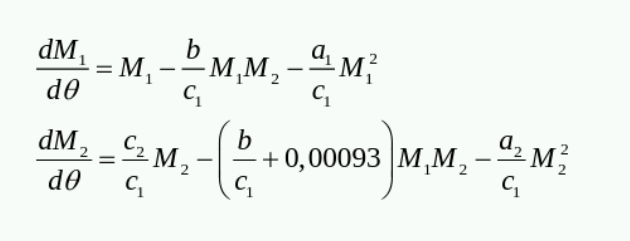 dM₁/dθ = M₁ − b/c₁ M₁M₂ − a₁/c₁ M₁²
dM₂/dθ = c₂/c₁ M₂ − (b/c₁ + 0,00093) M₁M₂ − a₂/c₁ M₂²